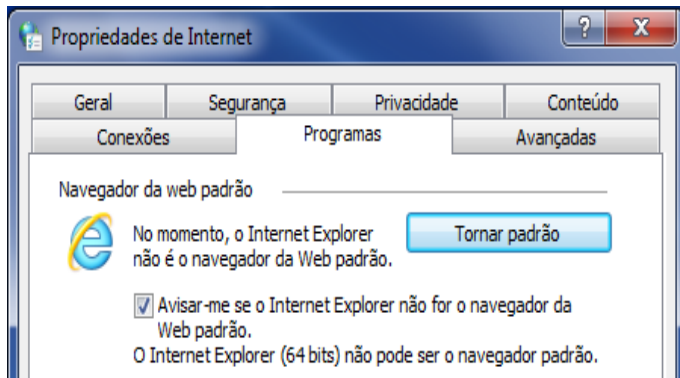 Propriedades de Internet
Geral Segurança Privacidade Conteúdo
Conexões Programas Avançadas
Navegador da web padrão
No momento, o Internet Explorer
não é o navegador da Web padrão.
Tornar padrão
Avisar-me se o Internet Explorer não for o navegador da
Web padrão.
O Internet Explorer (64 bits) não pode ser o navegador padrão.